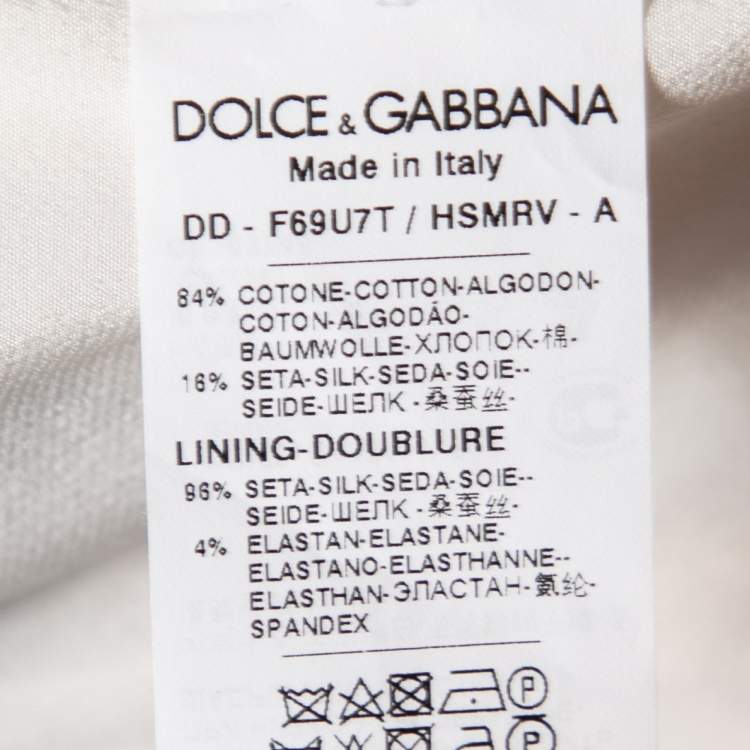 DOLCE & GABBANA
Made in Italy
DD - F69U7T / HSMRV - A
84% COTONE-COTTON-ALGODON-
COTON-ALGODÃO-
BAUMWOLLE-ХЛОПОК-棉-
16% SETA-SILK-SEDA-SOIE--
SEIDE-ШЕЛК-桑蚕丝-
LINING-DOUBLURE
96% SETA-SILK-SEDA-SOIE--
SEIDE-ШЕЛК-桑蚕丝-
4% ELASTAN-ELASTANE-
ELASTANO-ELASTHANNE--
ELASTHAN-ЭЛАСТАН-氨纶-
SPANDEX
P
P